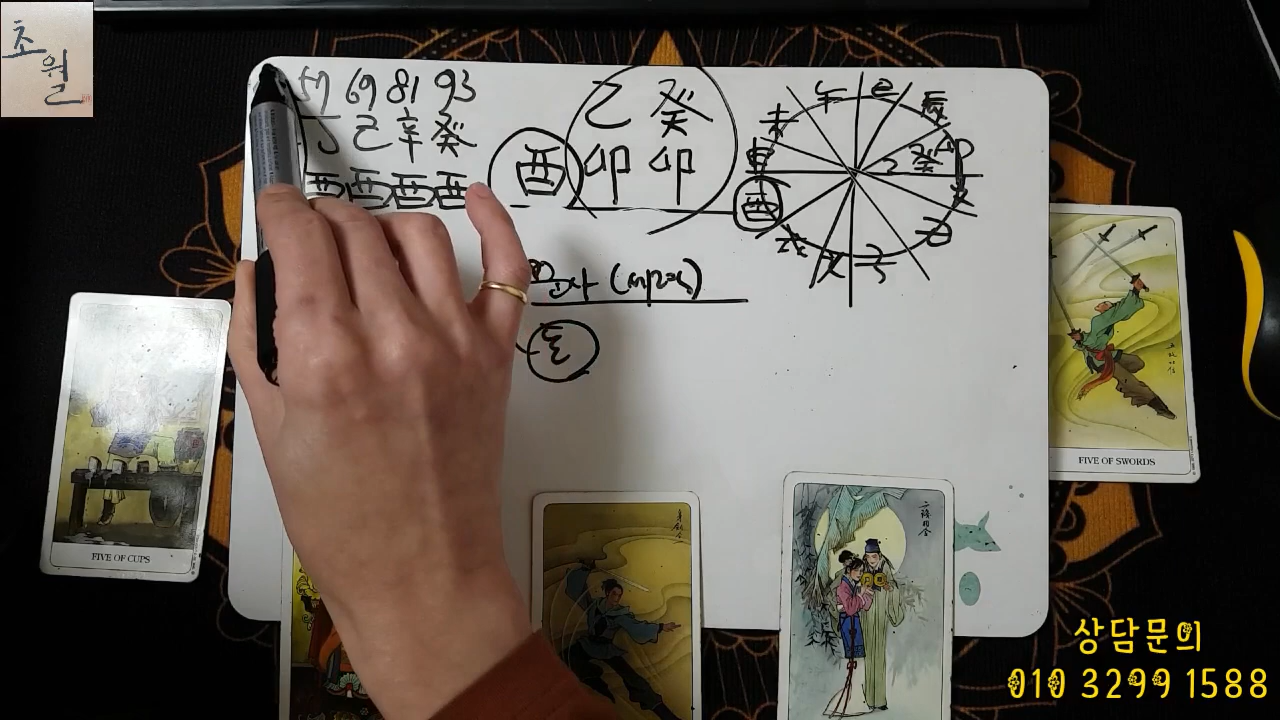 초월
57 69 81 93
丁 己 辛 癸
酉 酉 酉 酉
酉
乙 癸
卯 卯
午 巳 辰
未 癸 卯
酉
戌 亥 子 丑
돈
FIVE OF CUPS
FIVE OF SWORDS
상담문의
010 3299 1588